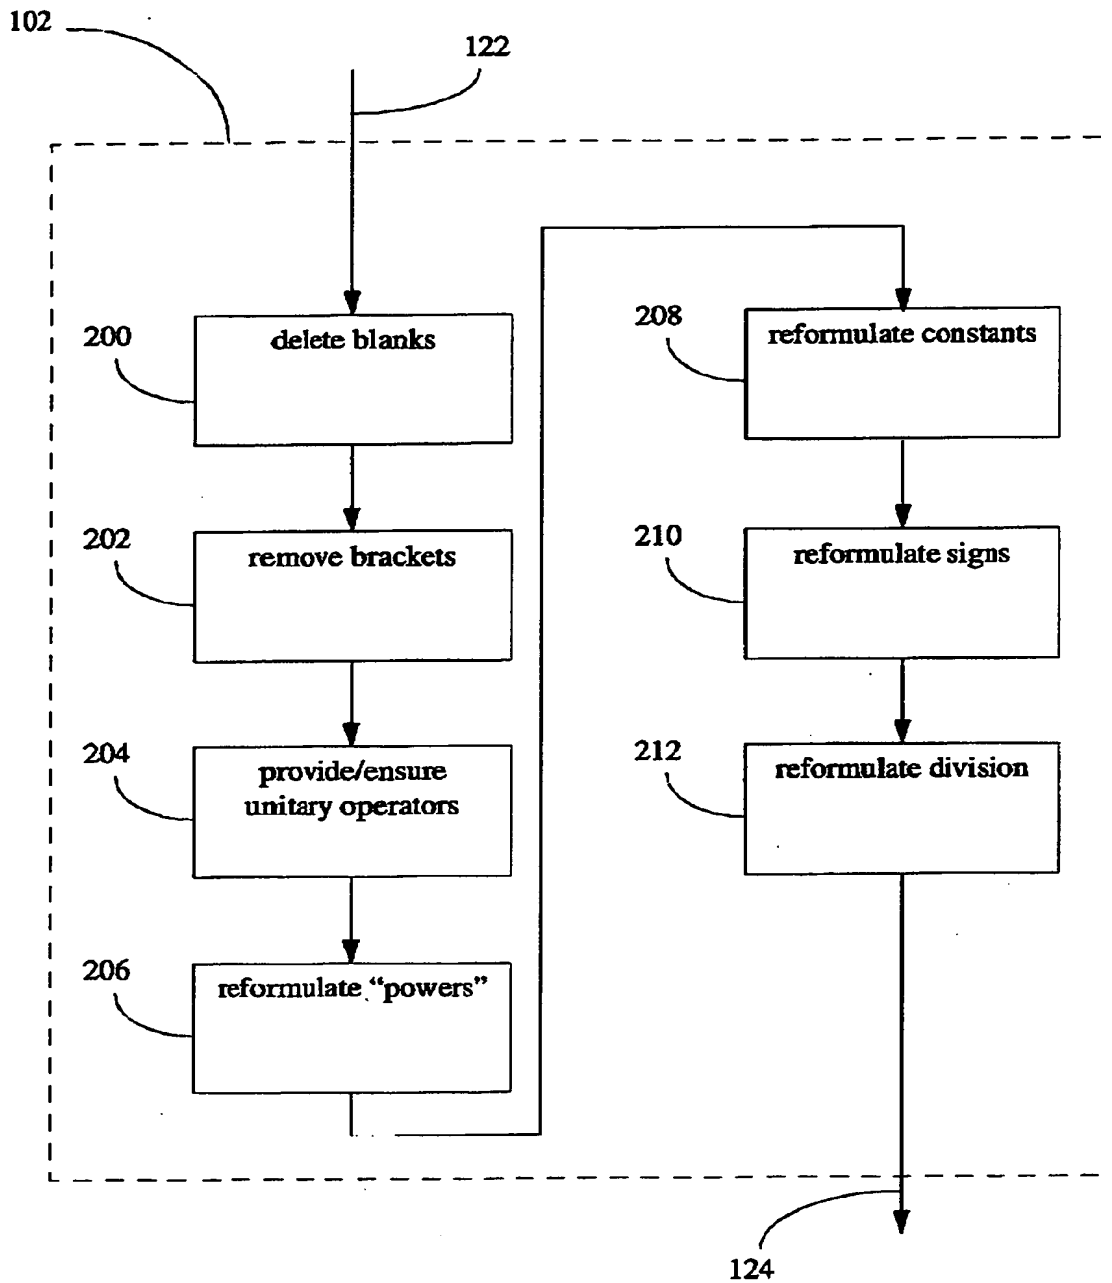 102
122
200
delete blanks
202
remove brackets
204
provide/ensure
unitary operators
206
reformulate “powers”
208
reformulate constants
210
reformulate signs
212
reformulate division
124